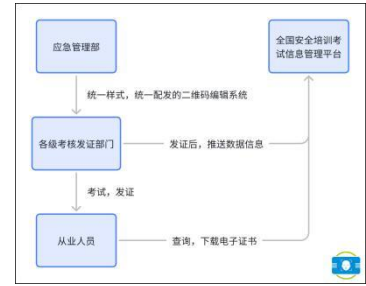 应急管理部
全国安全培训考
试信息管理平台
统一样式，统一配发的二维码编辑系统
各级考核发证部门
发证后，推送数据信息
考试，发证
从业人员
查询，下载电子证书